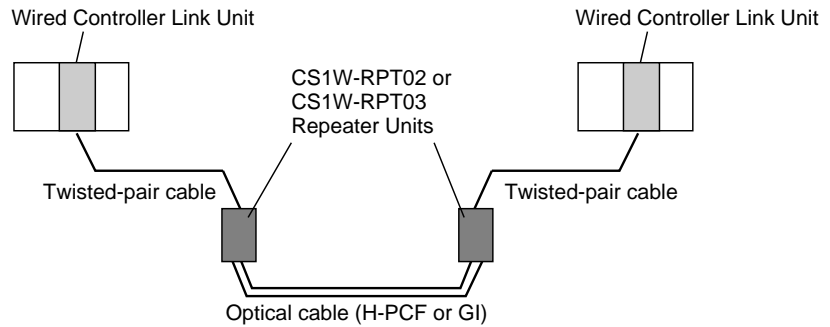 Wired Controller Link Unit
Wired Controller Link Unit
CS1W-RPT02 or
CS1W-RPT03
Repeater Units
Twisted-pair cable
Twisted-pair cable
Optical cable (H-PCF or GI)